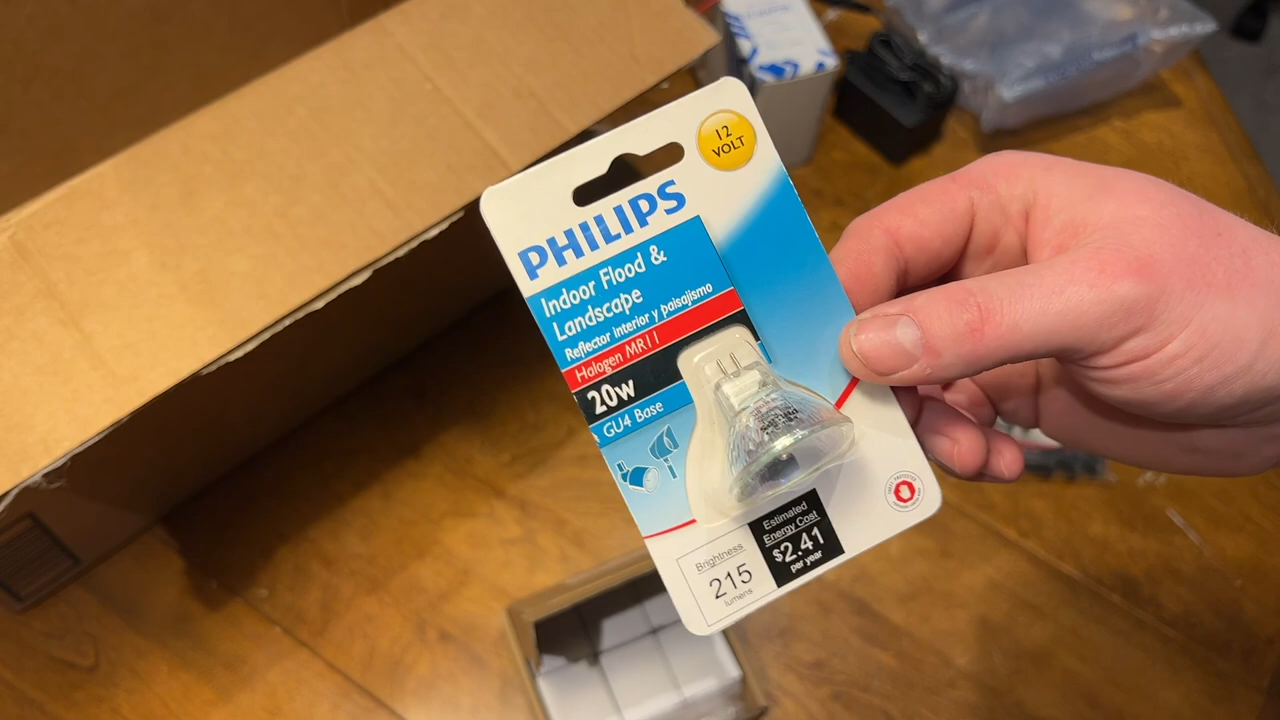 12
VOLT
PHILIPS
Indoor Flood &
Landscape
Reflector interior y paisajismo
Halogen MR11
20w
GU4 Base
Brightness
215
lumens
Estimated
Energy Cost
$2.41
per year